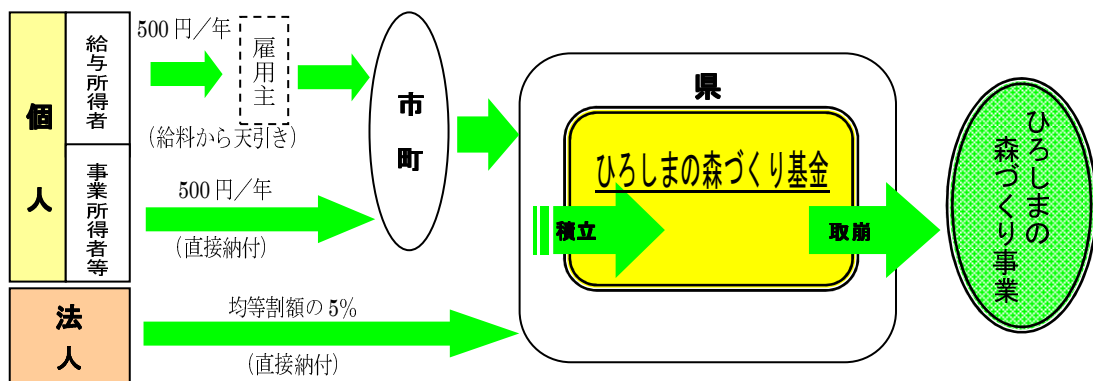 個人
給与所得者
500円／年
雇用主
(給料から天引き)
事業所得者等
500円／年
(直接納付)
市町
法人
均等割額の5%
(直接納付)
県
ひろしまの森づくり基金
積立
取崩
ひろしまの
森づくり事業